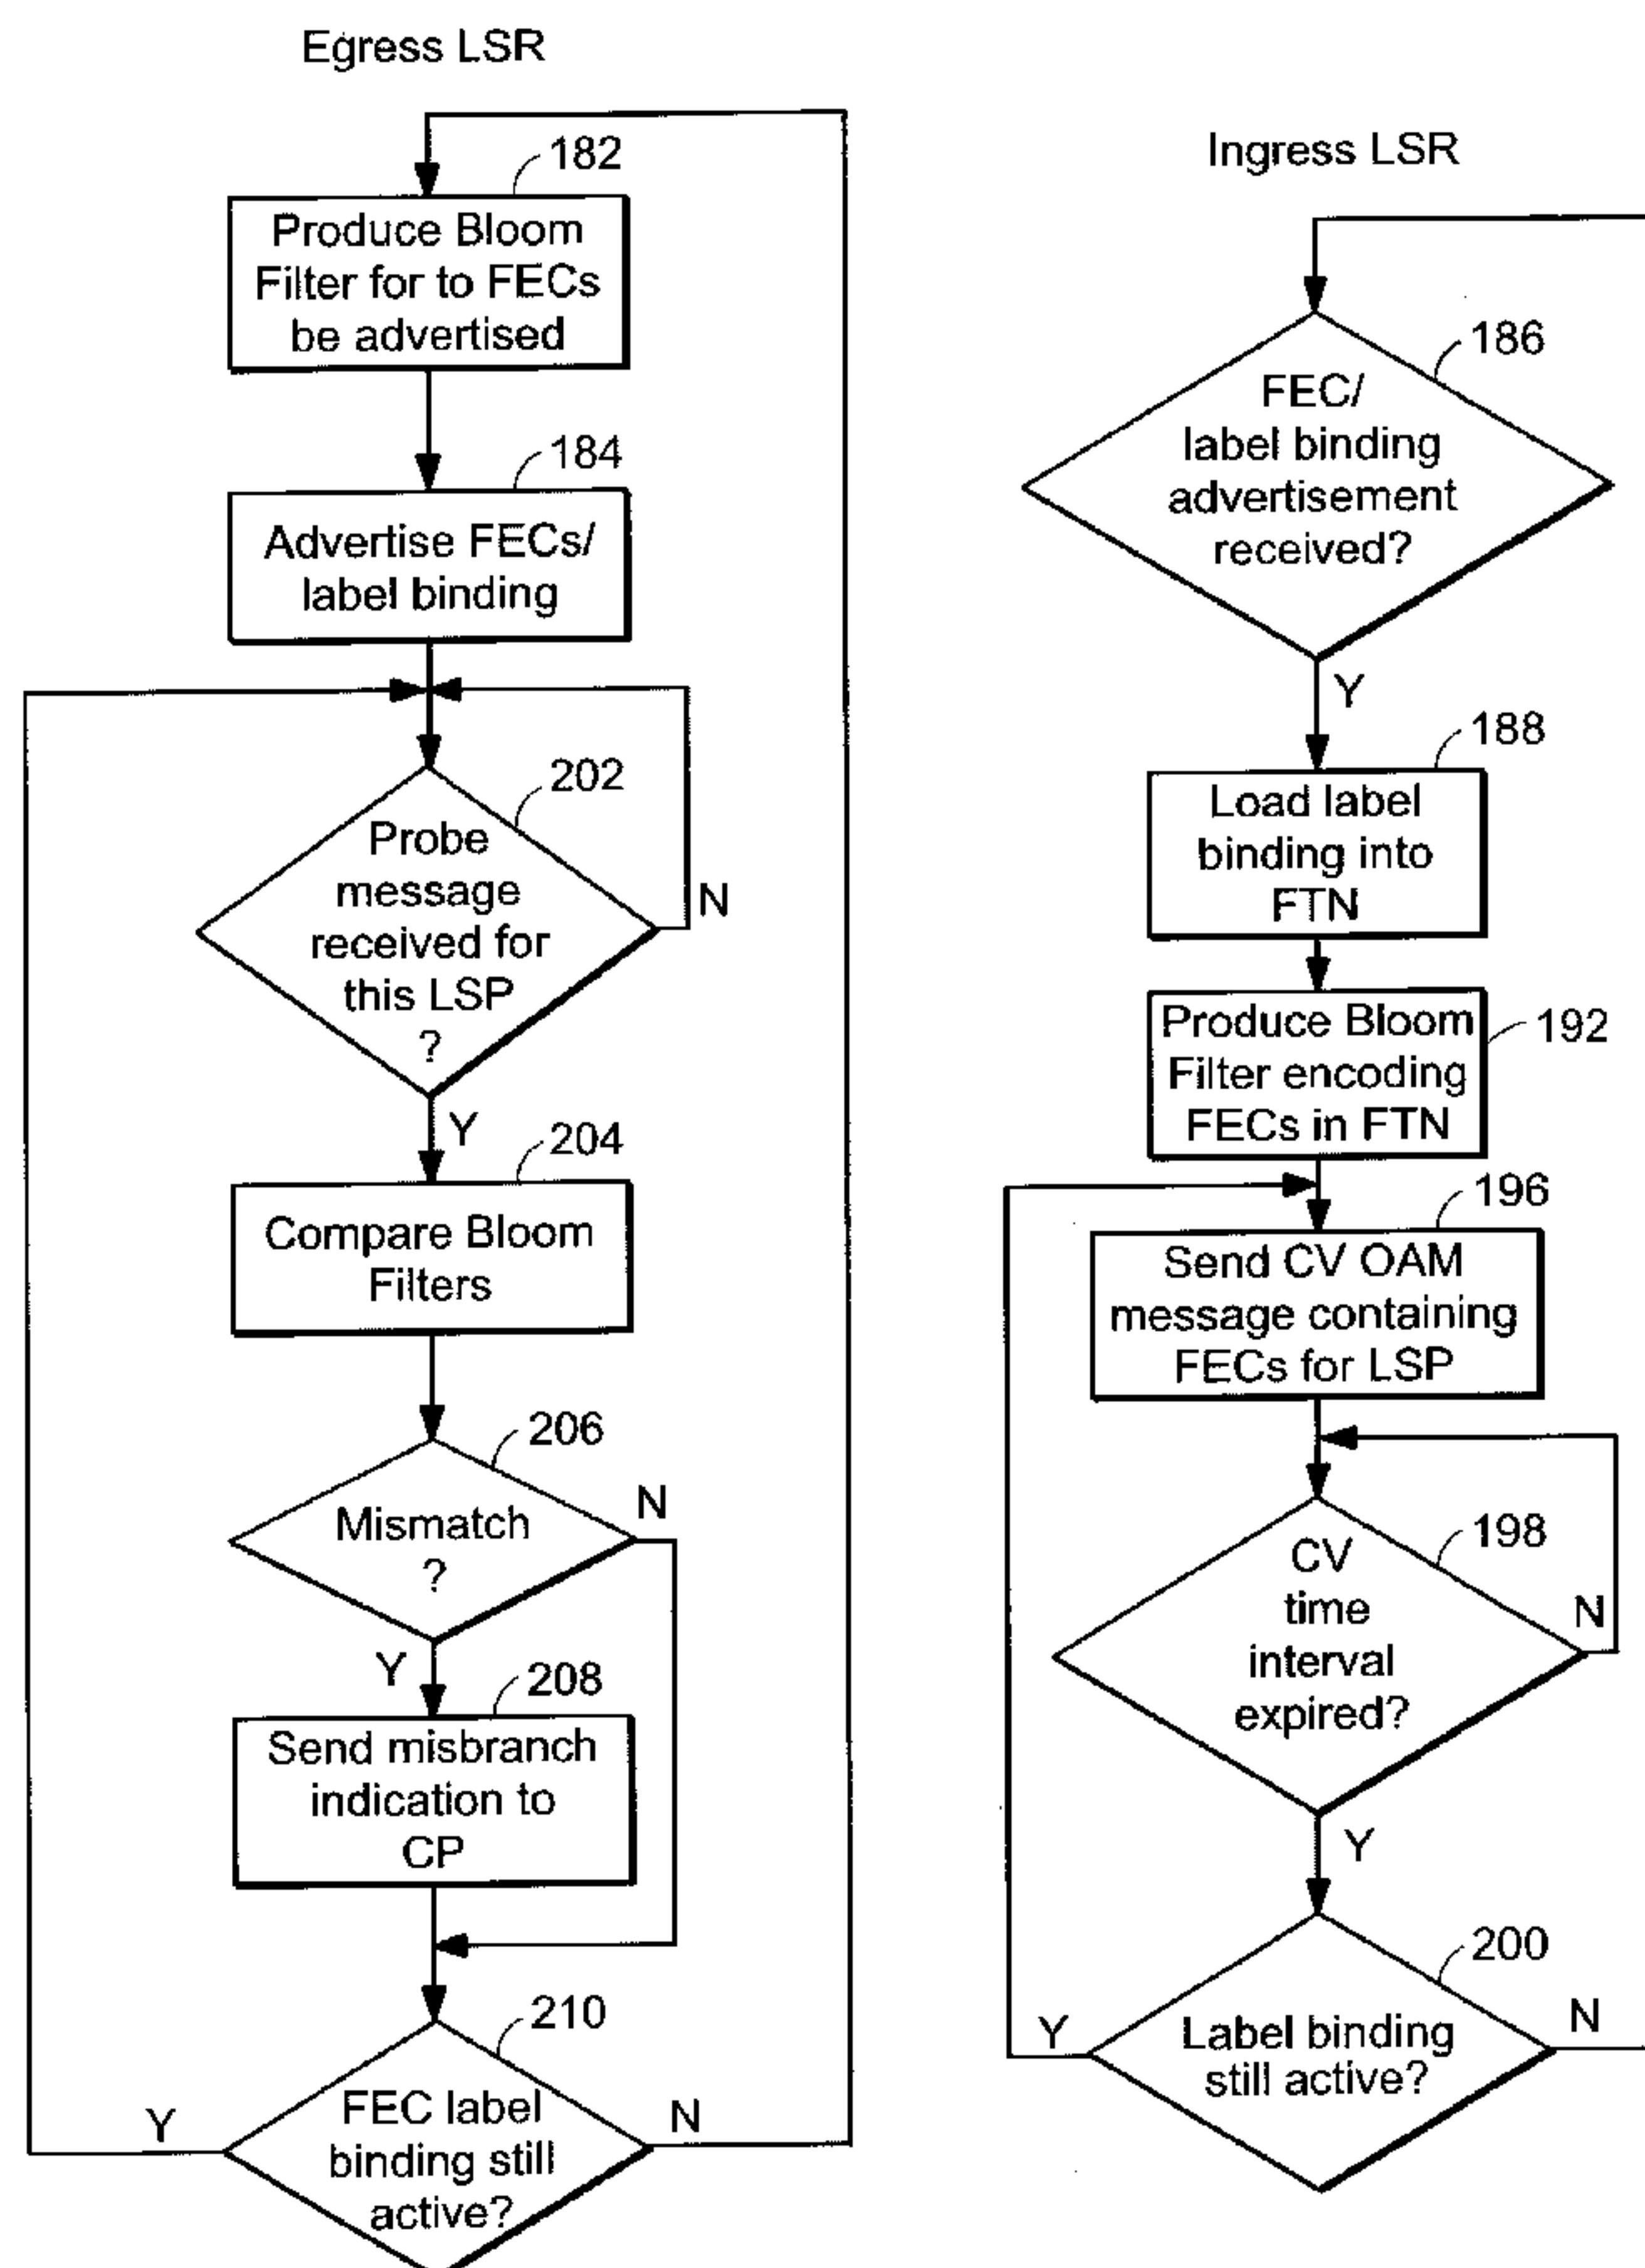 Egress LSR
182
Produce Bloom
Filter for to FECs
be advertised
184
Advertise FECs/
label binding
202
Probe
message
received for
this LSP
?
N
Y
204
Compare Bloom
Filters
206
Mismatch
?
N
Y
208
Send misbranch
indication to
CP
210
FEC label
binding still
active?
Y
N
Ingress LSR
186
FEC/
label binding
advertisement
received?
Y
188
Load label
binding into
FTN
192
Produce Bloom
Filter encoding
FECs in FTN
196
Send CV OAM
message containing
FECs for LSP
198
CV
time
interval
expired?
N
Y
200
Label binding
still active?
Y
N